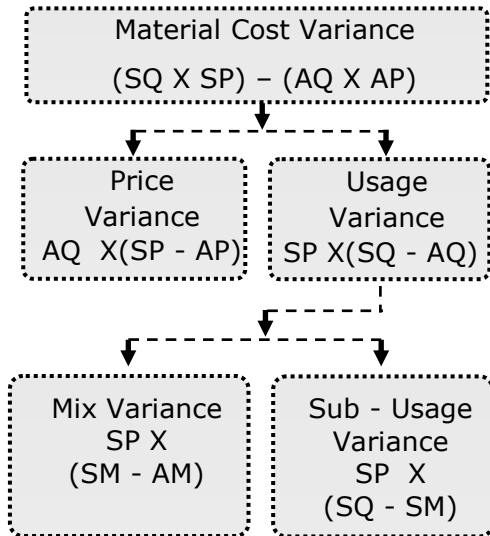 Material Cost Variance
(SQ X SP) – (AQ X AP)
Price
Variance
AQ X(SP - AP)
Usage
Variance
SP X(SQ - AQ)
Mix Variance
SP X
(SM - AM)
Sub - Usage
Variance
SP X
(SQ - SM)